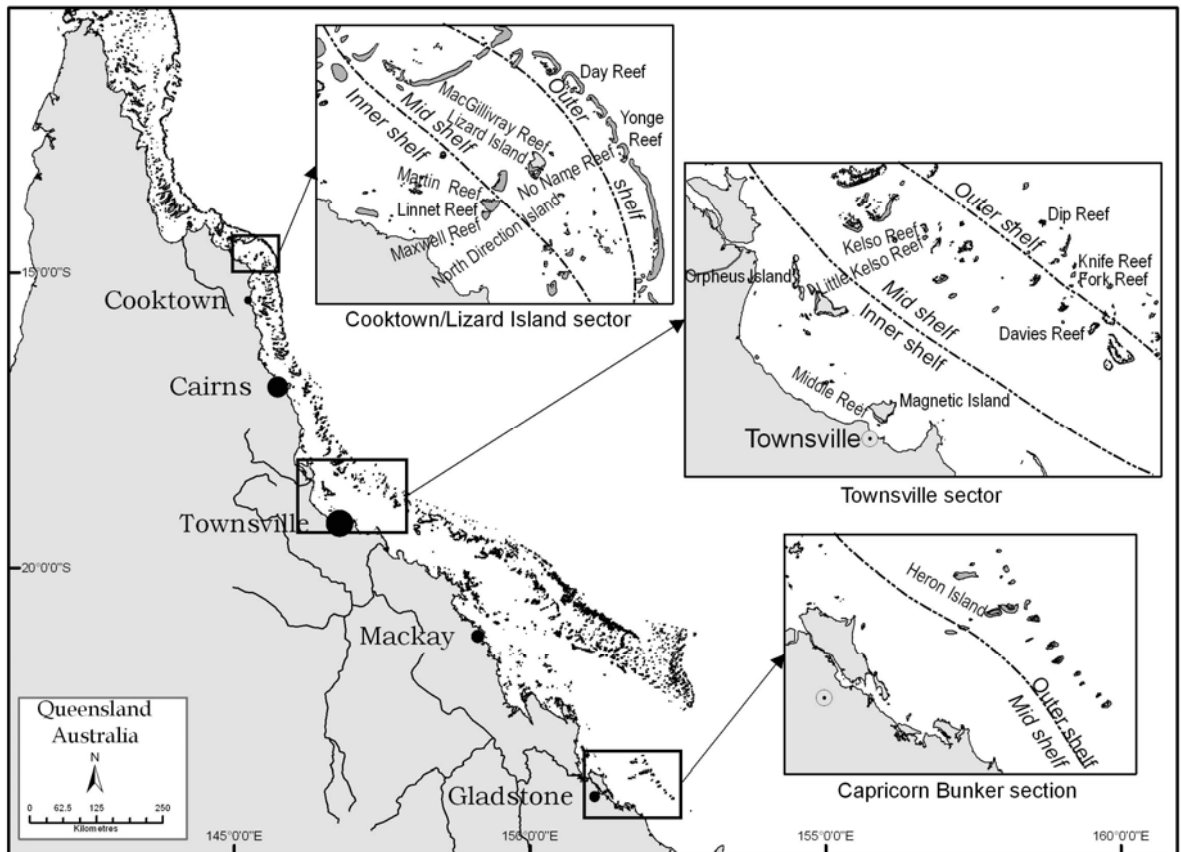 Day Reef
Outer
shelf
Yonge
Reef
MacGillivray Reef
Lizard Island
Mid shelf
Inner shelf
No Name Reef
Martin Reef
Linnet Reef
Maxwell Reef
North Direction Island
Cooktown/Lizard Island sector
Outer shelf
Dip Reef
Kelso Reef
Little Kelso Reef
Knife Reef
Fork Reef
Orpheus Island
Mid shelf
Inner shelf
Davies Reef
Middle Reef
Magnetic Island
Townsville
Townsville sector
Heron Island
Outer shelf
Mid shelf
Capricorn Bunker section
15°0'0"S
Cooktown
Cairns
Townsville
20°0'0"S
Mackay
Gladstone
Queensland
Australia
N
0 62.5 125 250
Kilometres
145°0'0"E 150°0'0"E 155°0'0"E 160°0'0"E